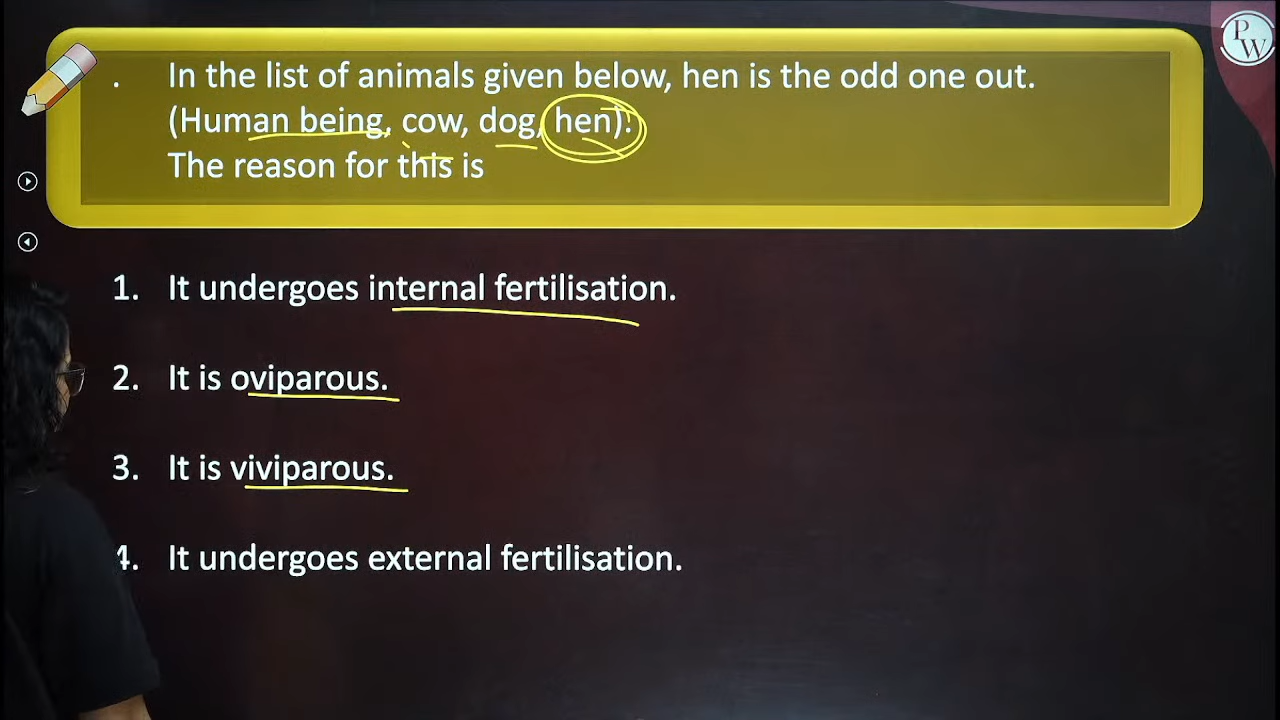 P
W
. In the list of animals given below, hen is the odd one out.
(Human being, cow, dog, hen).
The reason for this is
1. It undergoes internal fertilisation.
2. It is oviparous.
3. It is viviparous.
4. It undergoes external fertilisation.